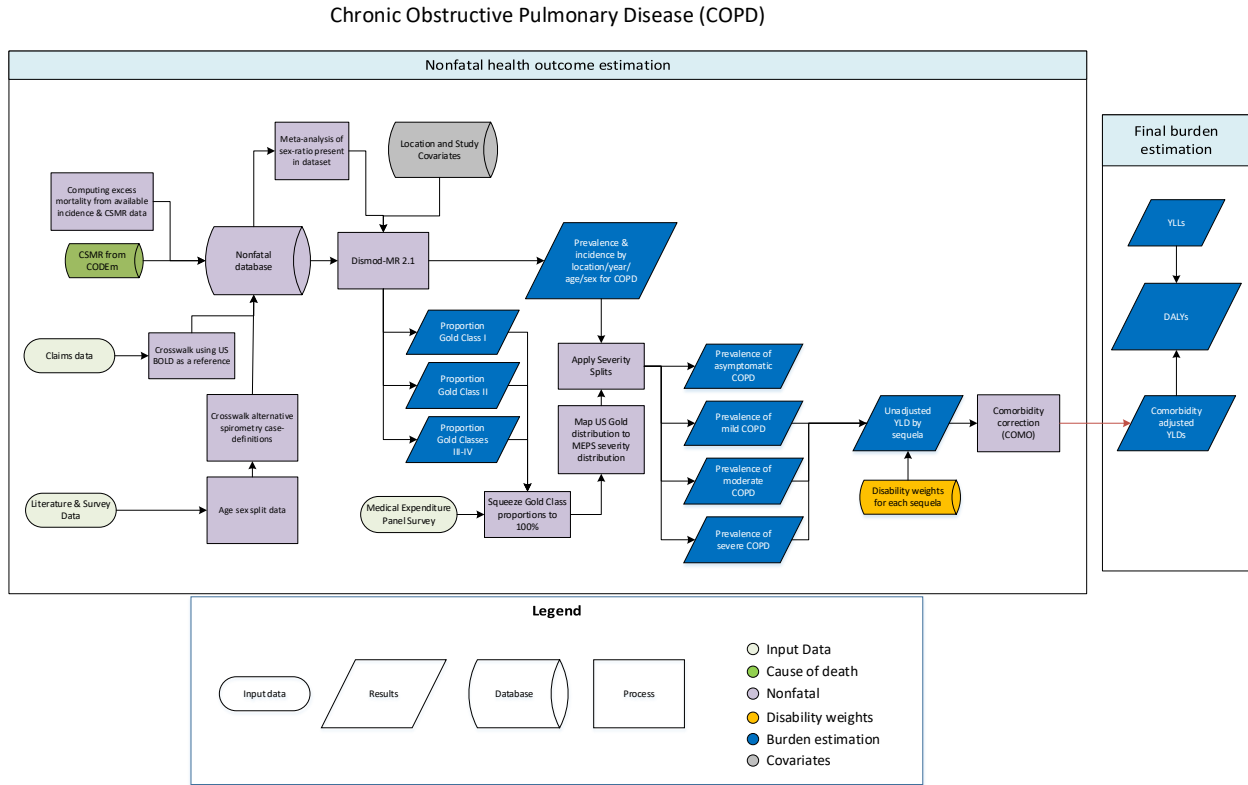 Chronic Obstructive Pulmonary Disease (COPD)
Nonfatal health outcome estimation
Meta-analysis of
sex-ratio present
in dataset
Location and Study
Covariates
Computing excess
mortality from available
incidence & CSMR data
CSMR from
CODEm
Nonfatal
database
Dismod-MR 2.1
Prevalence &
incidence by
location/year/
age/sex for COPD
Claims data
Crosswalk using US
BOLD as a reference
Proportion
Gold Class I
Proportion
Gold Class II
Proportion
Gold Classes
III-IV
Apply Severity
Splits
Prevalence of
asymptomatic
COPD
Crosswalk alternative
spirometry case-
definitions
Map US Gold
distribution to
MEPS severity
distribution
Prevalence of
mild COPD
Unadjusted
YLD by
sequela
Comorbidity
correction
(COMO)
Prevalence of
moderate
COPD
Disability weights
for each sequela
Literature & Survey
Data
Age sex split data
Medical Expenditure
Panel Survey
Squeeze Gold Class
proportions to
100%
Prevalence of
severe COPD
Final burden
estimation
YLLs
DALYs
Comorbidity
adjusted
YLDs
Legend
Input data
Results
Database
Process
Input Data
Cause of death
Nonfatal
Disability weights
Burden estimation
Covariates